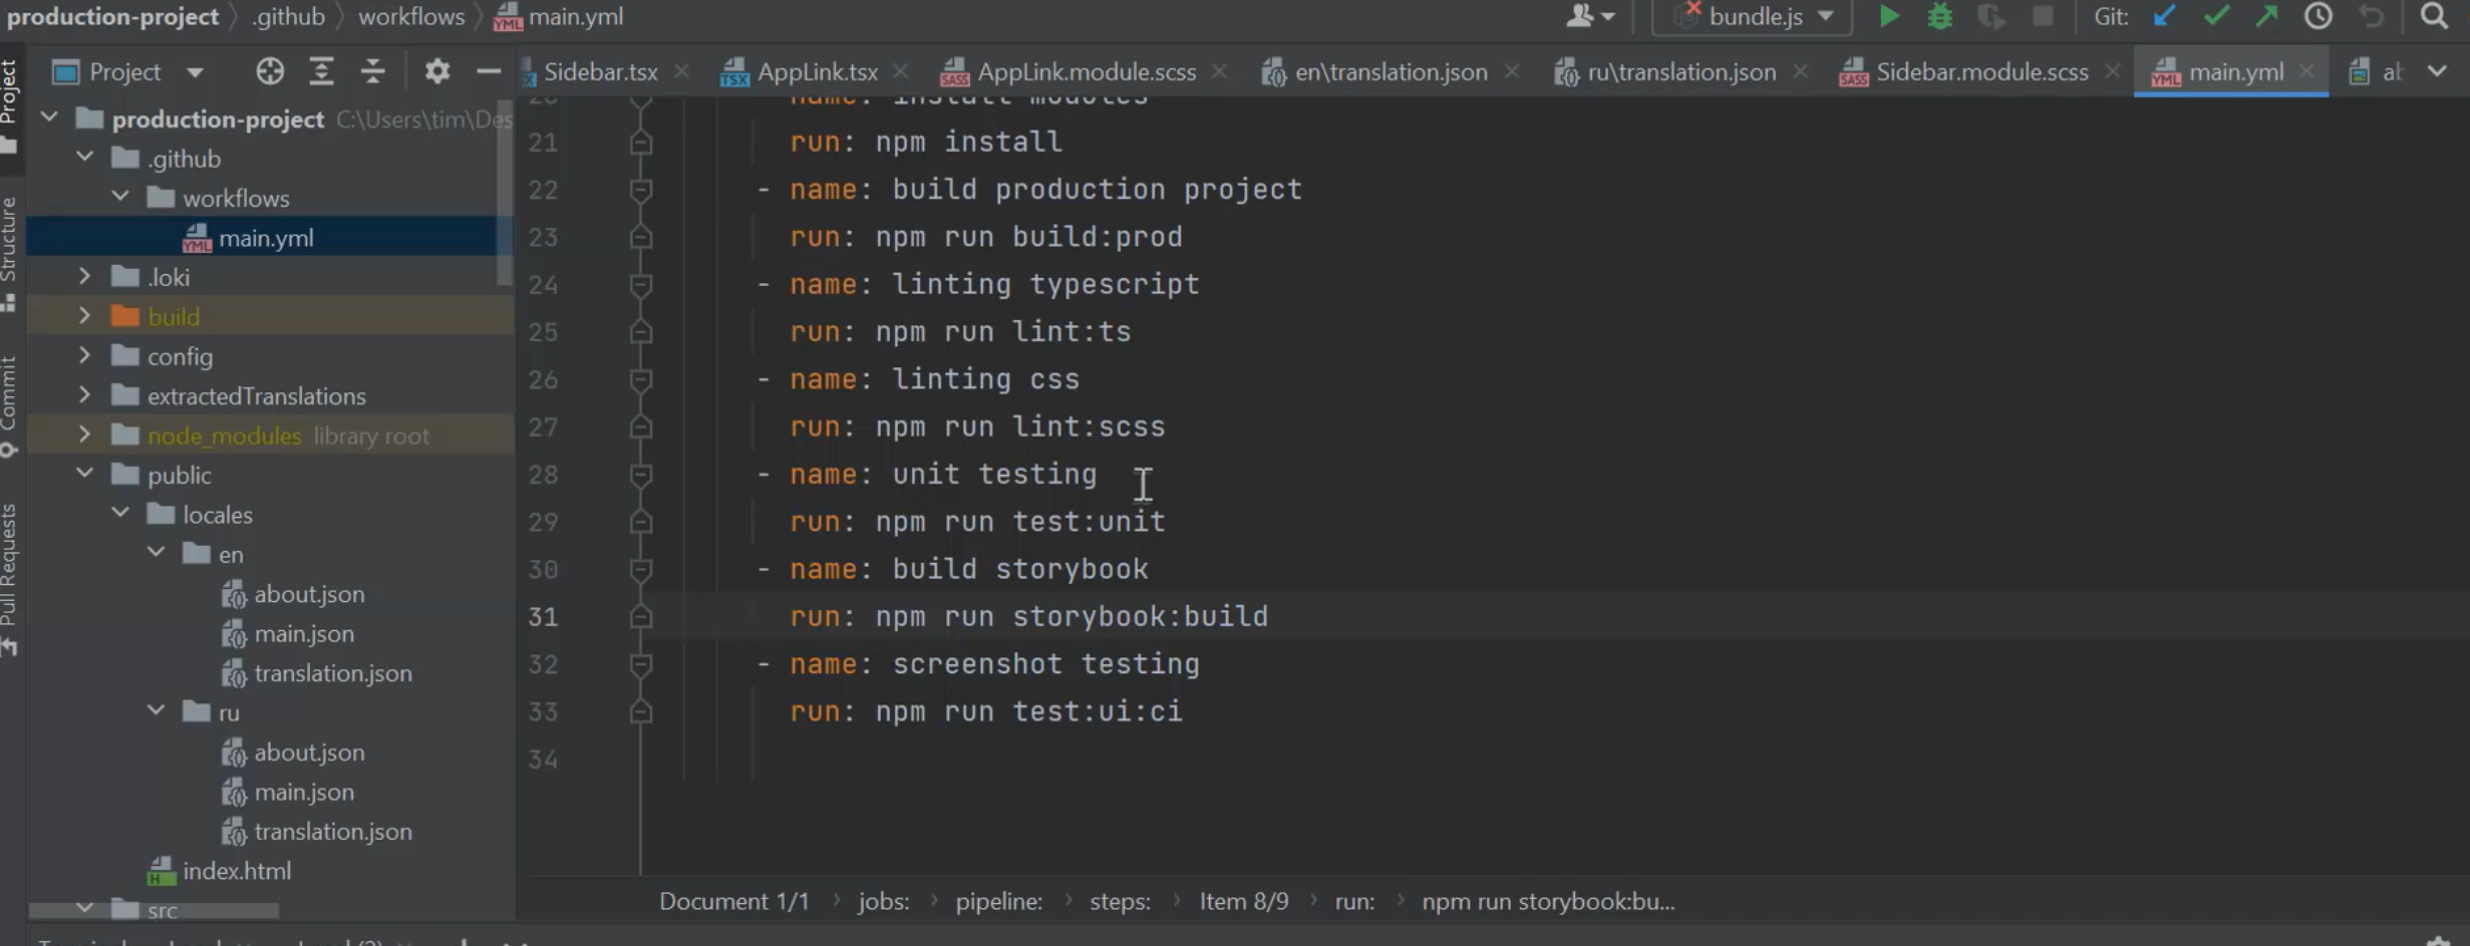 production-project .github workflows main.yml bundle.js Git:
Project Sidebar.tsx AppLink.tsx AppLink.module.scss en\translation.json ru\translation.json Sidebar.module.scss main.yml ab
Project
Structure
Commit
Pull Requests
production-project C:\Users\tim\Des
.github
workflows
main.yml
.loki
build
config
extractedTranslations
node_modules library root
public
locales
en
about.json
main.json
translation.json
ru
about.json
main.json
translation.json
index.html
src
20 name: install modules
21 run: npm install
22 - name: build production project
23 run: npm run build:prod
24 - name: linting typescript
25 run: npm run lint:ts
26 - name: linting css
27 run: npm run lint:scss
28 - name: unit testing
29 run: npm run test:unit
30 - name: build storybook
31 run: npm run storybook:build
32 - name: screenshot testing
33 run: npm run test:ui:ci
34
Document 1/1 jobs: pipeline: steps: Item 8/9 run: npm run storybook:bu...